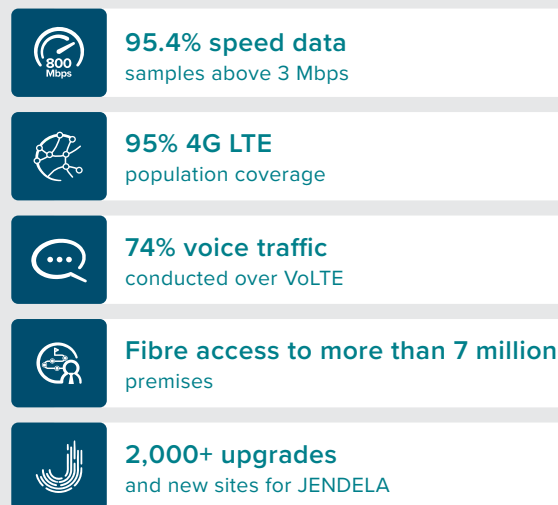 800
Mbps
95.4% speed data
samples above 3 Mbps
95% 4G LTE
population coverage
74% voice traffic
conducted over VoLTE
Fibre access to more than 7 million
premises
2,000+ upgrades
and new sites for JENDELA